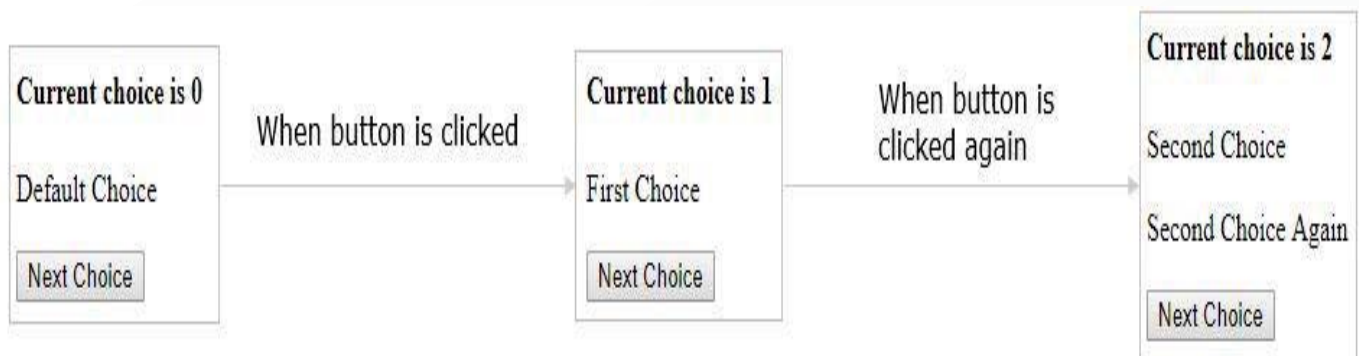 Current choice is 0
Default Choice
Next Choice
When button is clicked
Current choice is 1
First Choice
Next Choice
When button is
clicked again
Current choice is 2
Second Choice
Second Choice Again
Next Choice